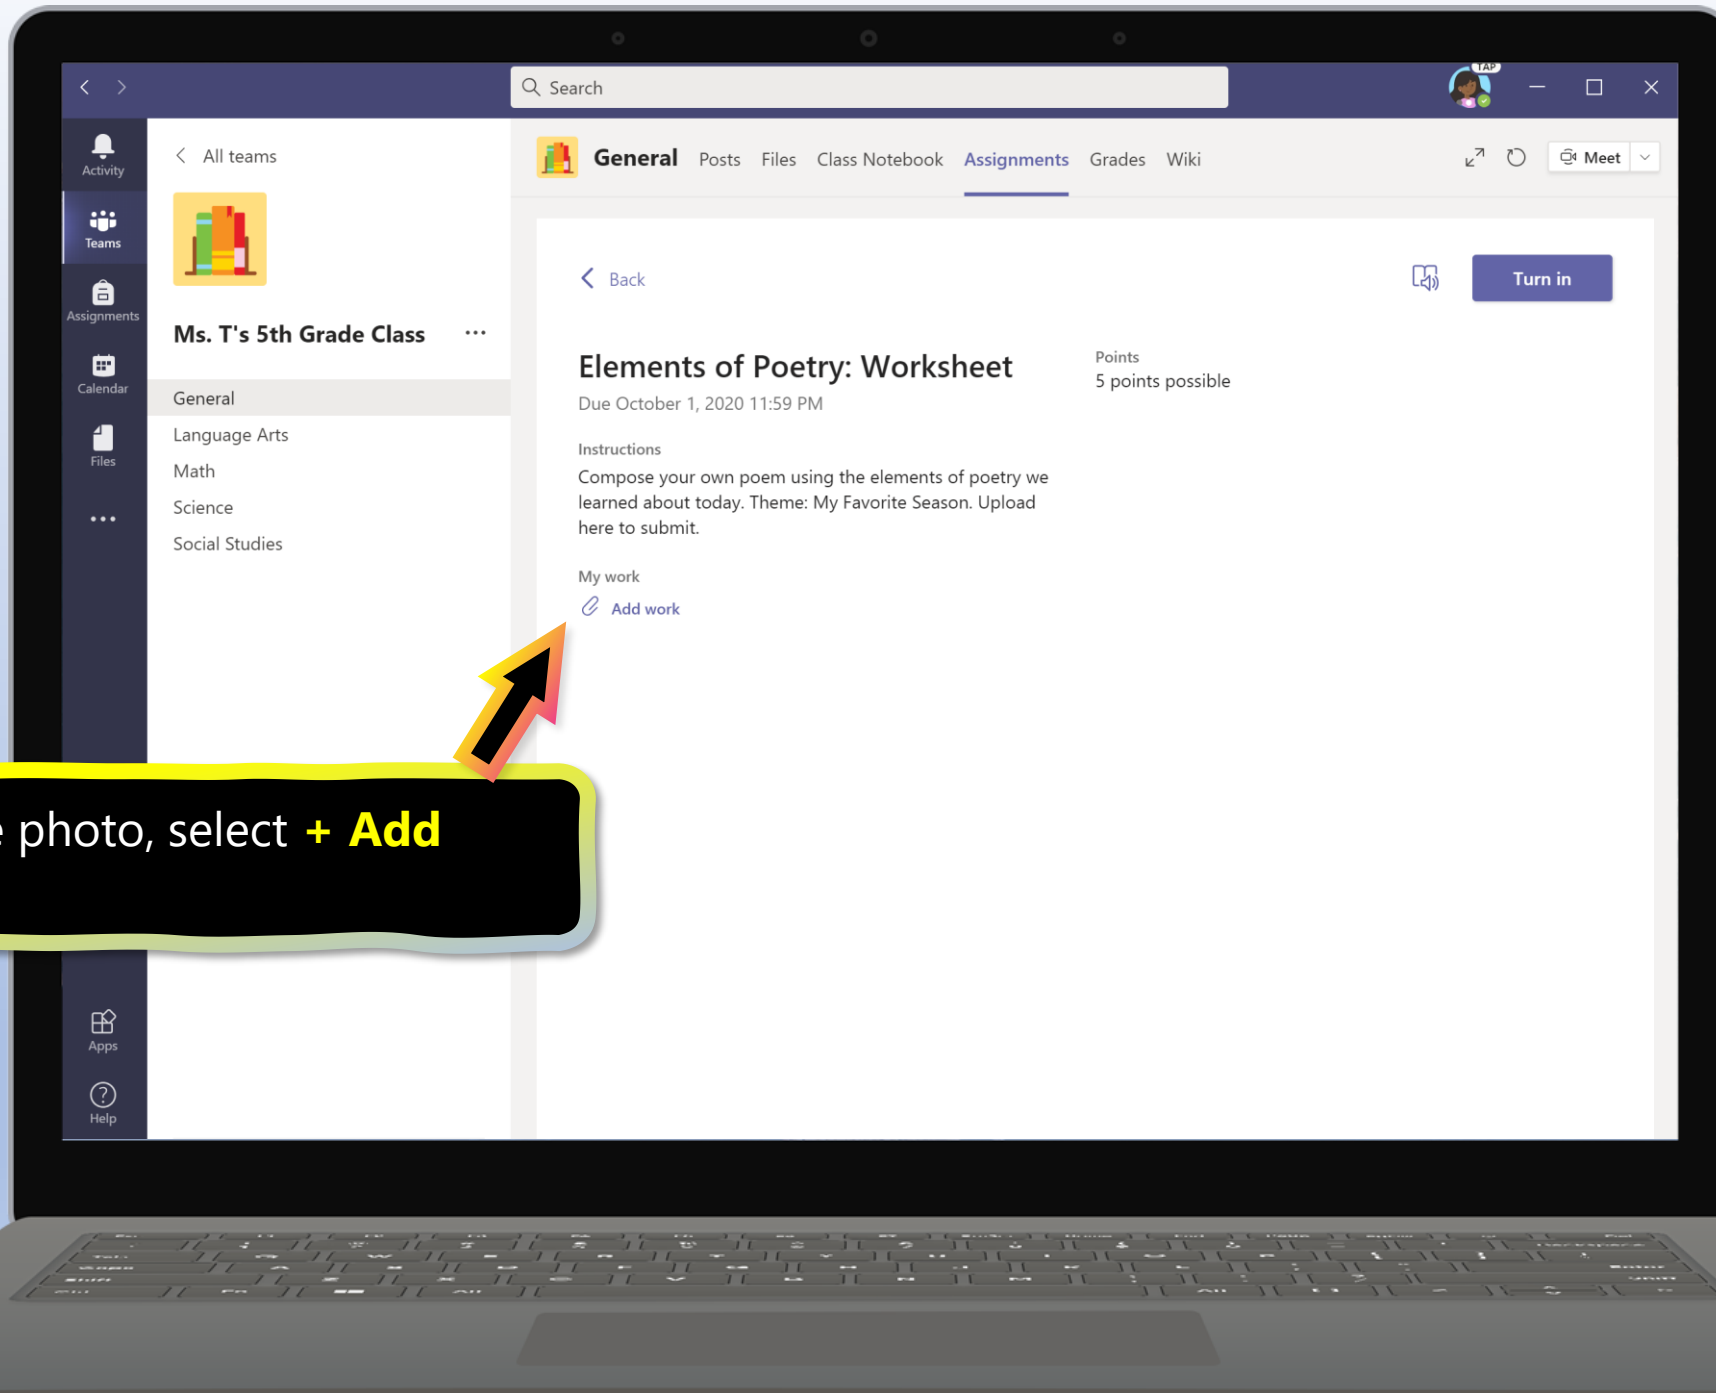 Search
TAP
Activity
Teams
Assignments
Calendar
Files
Apps
Help
All teams
Ms. T's 5th Grade Class
General
Language Arts
Math
Science
Social Studies
General Posts Files Class Notebook Assignments Grades Wiki
Meet
Back
Turn in
Elements of Poetry: Worksheet
Due October 1, 2020 11:59 PM
Points
5 points possible
Instructions
Compose your own poem using the elements of poetry we
learned about today. Theme: My Favorite Season. Upload
here to submit.
My work
Add work
photo, select + Add